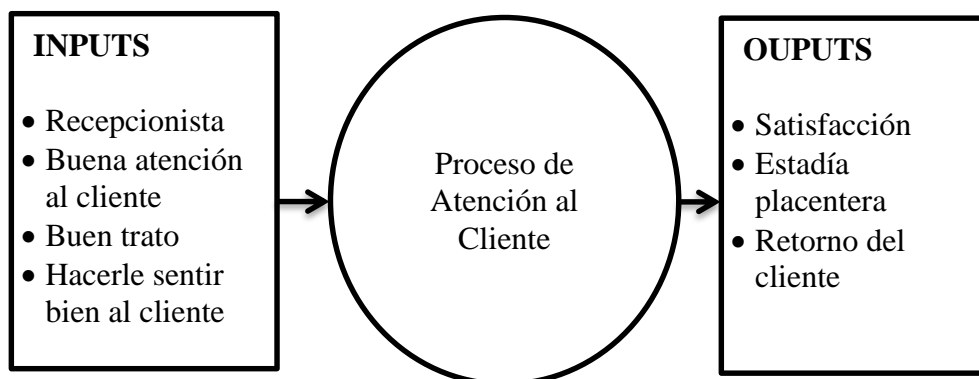 INPUTS
• Recepcionista
• Buena atención
al cliente
• Buen trato
• Hacerle sentir
bien al cliente
Proceso de
Atención al
Cliente
OUPUTS
• Satisfacción
• Estadía
placentera
• Retorno del
cliente